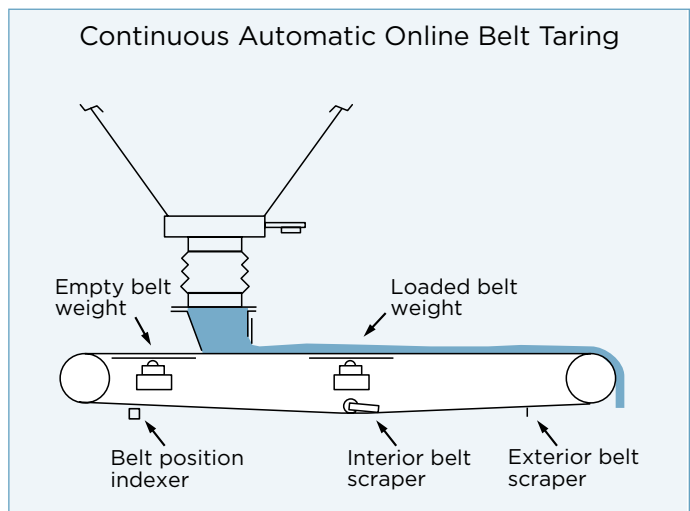 Continuous Automatic Online Belt Taring
Empty belt
weight
Loaded belt
weight
Belt position
indexer
Interior belt
scraper
Exterior belt
scraper